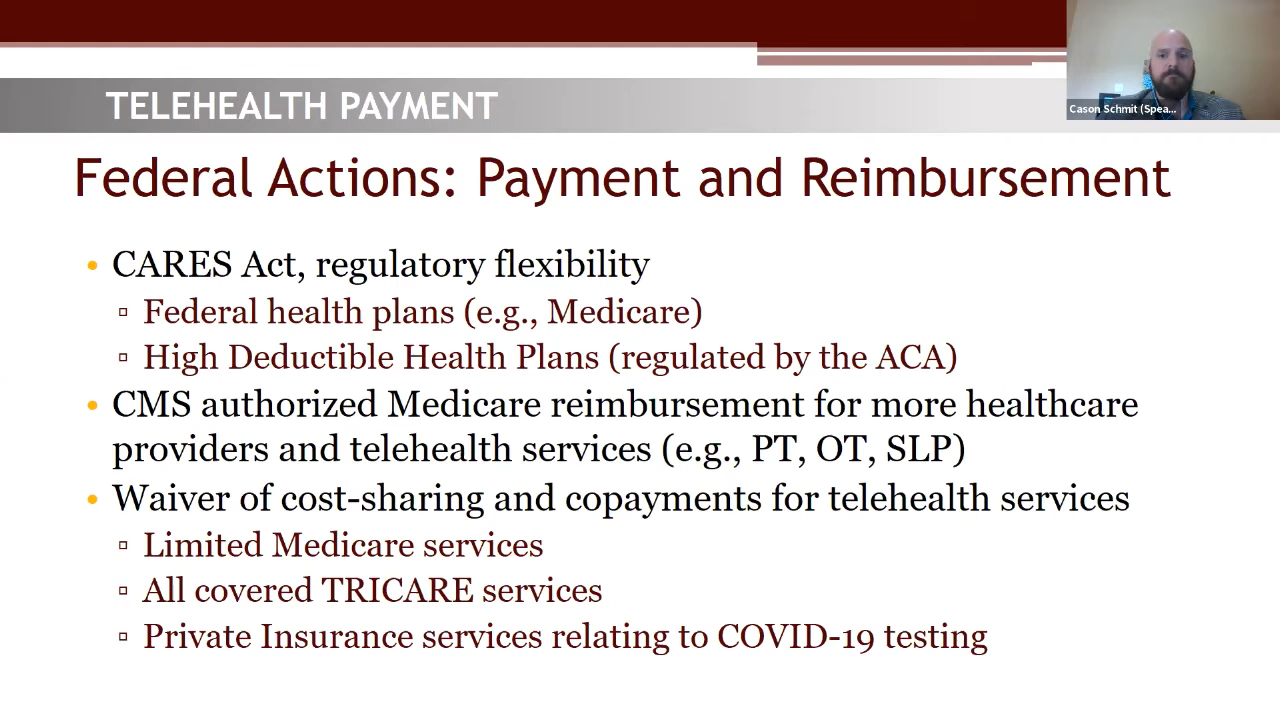 Cason Schmit (Spea...
TELEHEALTH PAYMENT
Federal Actions: Payment and Reimbursement
• CARES Act, regulatory flexibility
▫ Federal health plans (e.g., Medicare)
▫ High Deductible Health Plans (regulated by the ACA)
• CMS authorized Medicare reimbursement for more healthcare
providers and telehealth services (e.g., PT, OT, SLP)
• Waiver of cost-sharing and copayments for telehealth services
▫ Limited Medicare services
▫ All covered TRICARE services
▫ Private Insurance services relating to COVID-19 testing